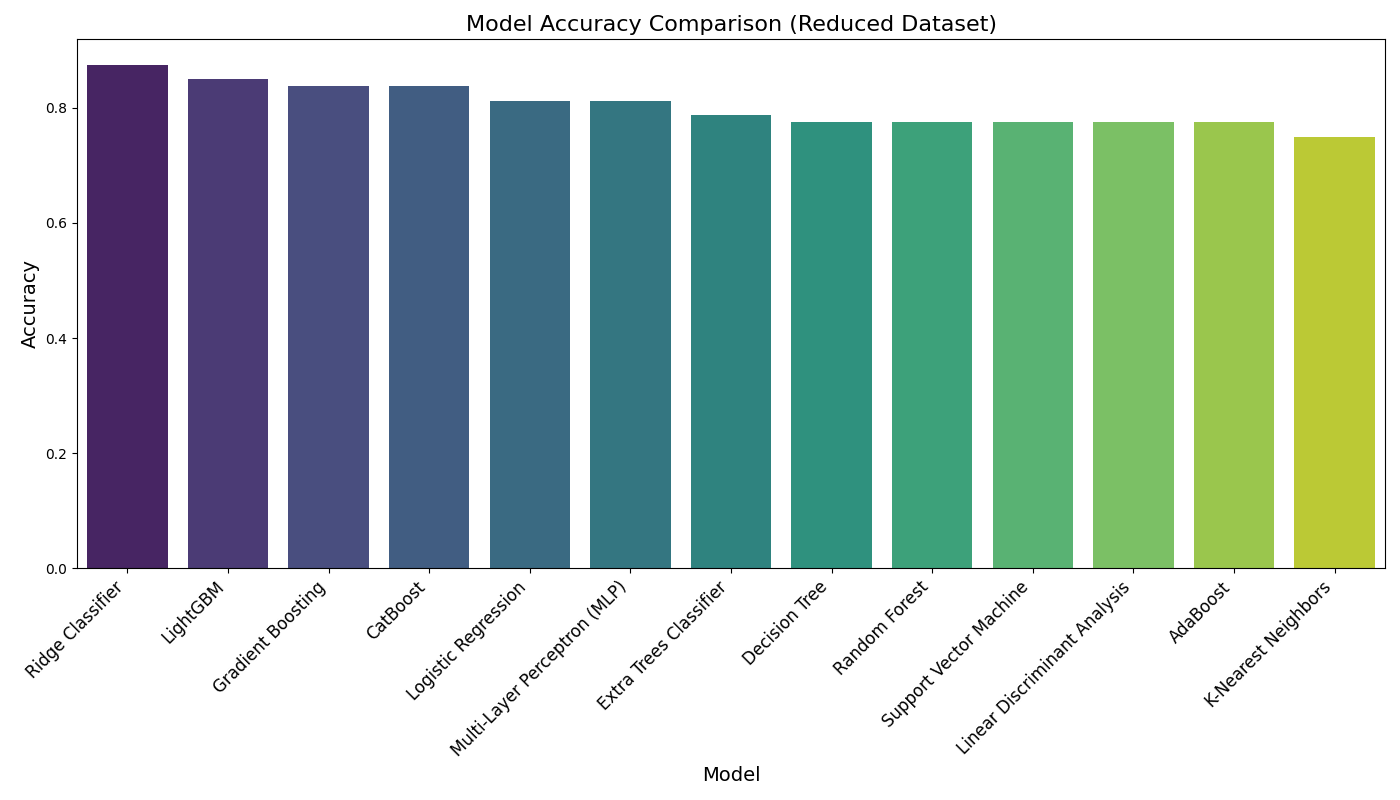 Model Accuracy Comparison (Reduced Dataset)
Accuracy
0.8
0.6
0.4
0.2
0.0
Ridge Classifier
LightGBM
Gradient Boosting
CatBoost
Logistic Regression
Multi-Layer Perceptron (MLP)
Extra Trees Classifier
Decision Tree
Random Forest
Support Vector Machine
Linear Discriminant Analysis
AdaBoost
K-Nearest Neighbors
Model